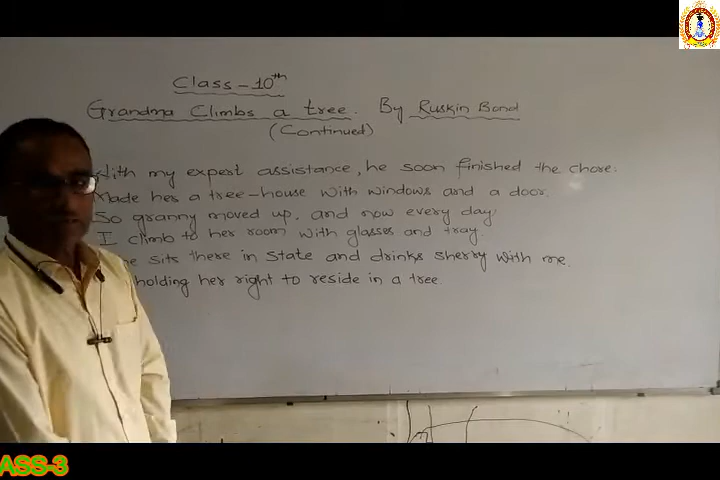 Class - 10th
Grandma Climbs a tree. By Ruskin Bond
(Continued)
ith my expert assistance, he soon finished the chore.
Made her a tree-house with windows and a door.
So granny moved up, and now every day
I climb to her room with glasses and tray.
e sits there in state and drinks sherry with me.
holding her right to reside in a tree.
ASS-3